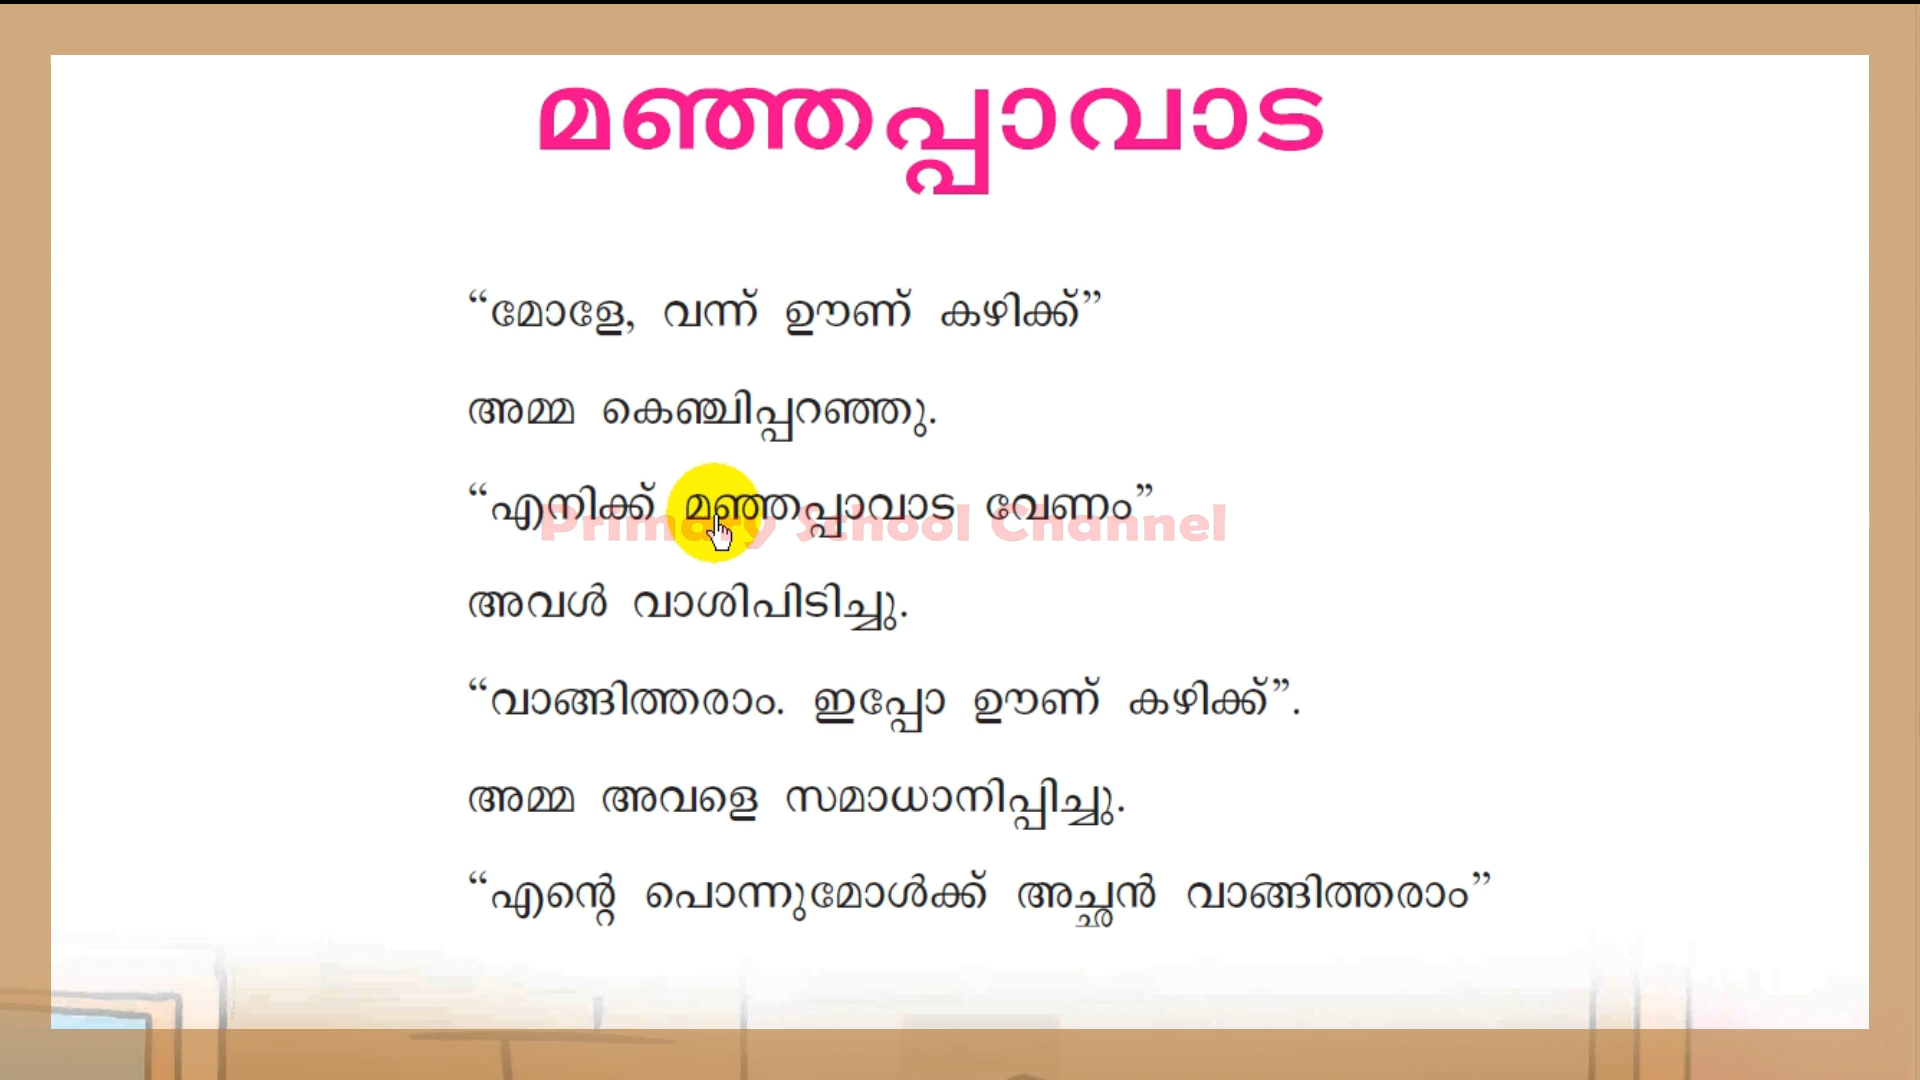 മഞ്ഞപ്പാവാട
“മോളേ, വന്ന് ഊണ് കഴിക്ക്”
അമ്മ കെഞ്ചിപ്പറഞ്ഞു.
“എനിക്ക് മഞ്ഞപ്പാവാട വേണം”
Primary School Channel
അവൾ വാശിപിടിച്ചു.
“വാങ്ങിത്തരാം. ഇപ്പോ ഊണ് കഴിക്ക്”.
അമ്മ അവളെ സമാധാനിപ്പിച്ചു.
“എന്റെ പൊന്നുമോൾക്ക് അച്ഛൻ വാങ്ങിത്തരാം”